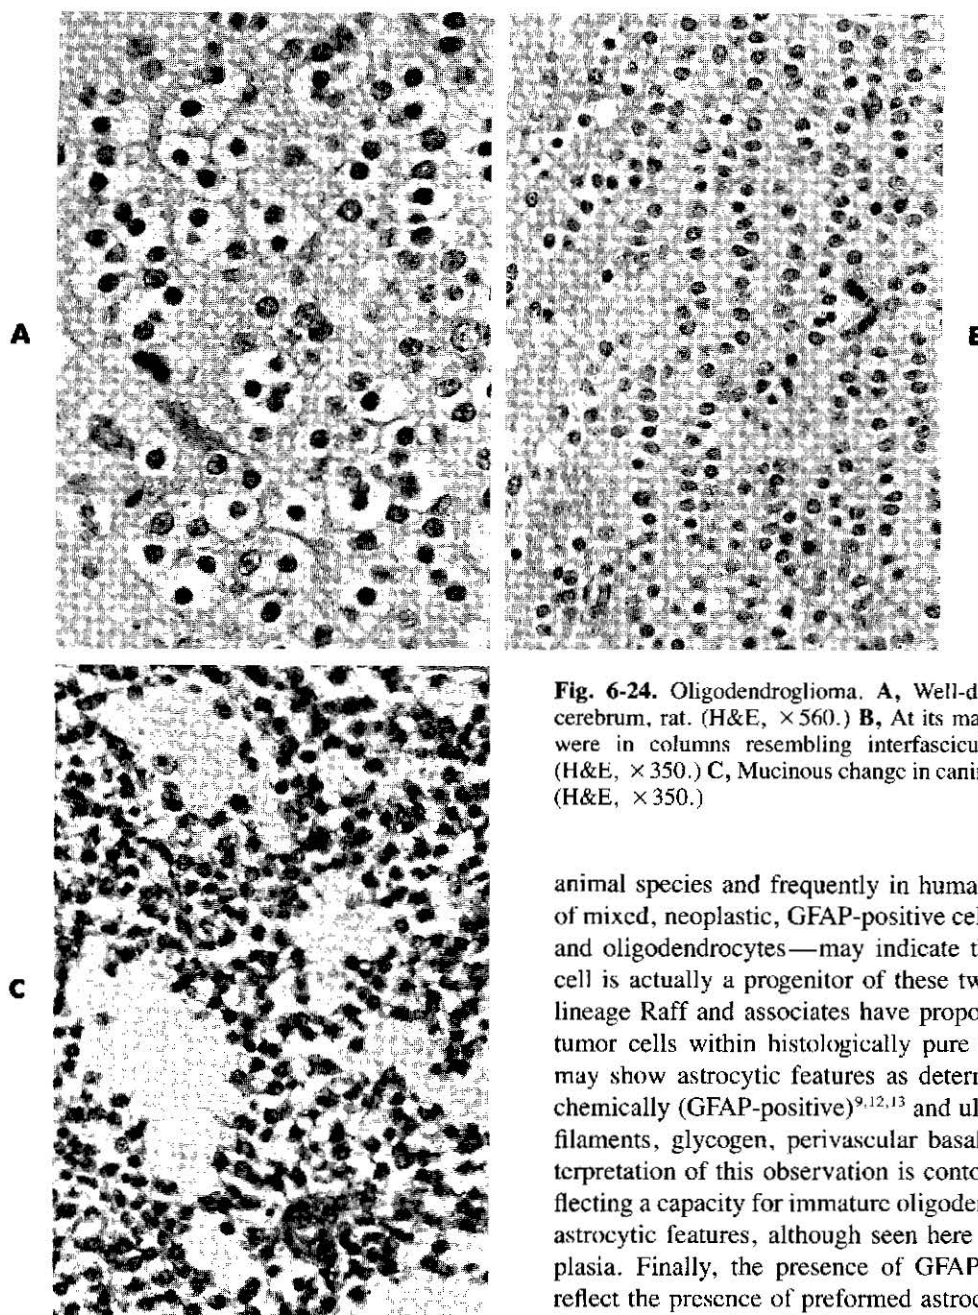 A
B
C
Fig. 6-24. Oligodendroglioma. A, Well-d
cerebrum, rat. (H&E, ×560.) B, At its ma
were in columns resembling interfascicu
(H&E, ×350.) C, Mucinous change in cani
(H&E, ×350.)
animal species and frequently in huma
of mixed, neoplastic, GFAP-positive cel
and oligodendrocytes—may indicate t
cell is actually a progenitor of these tw
lineage Raff and associates have propo
tumor cells within histologically pure
may show astrocytic features as deter
chemically (GFAP-positive)9,12,13 and ul
filaments, glycogen, perivascular basal
terpretation of this observation is conto
flecting a capacity for immature oligode
astrocytic features, although seen here
plasia. Finally, the presence of GFAP
reflect the presence of preformed astro